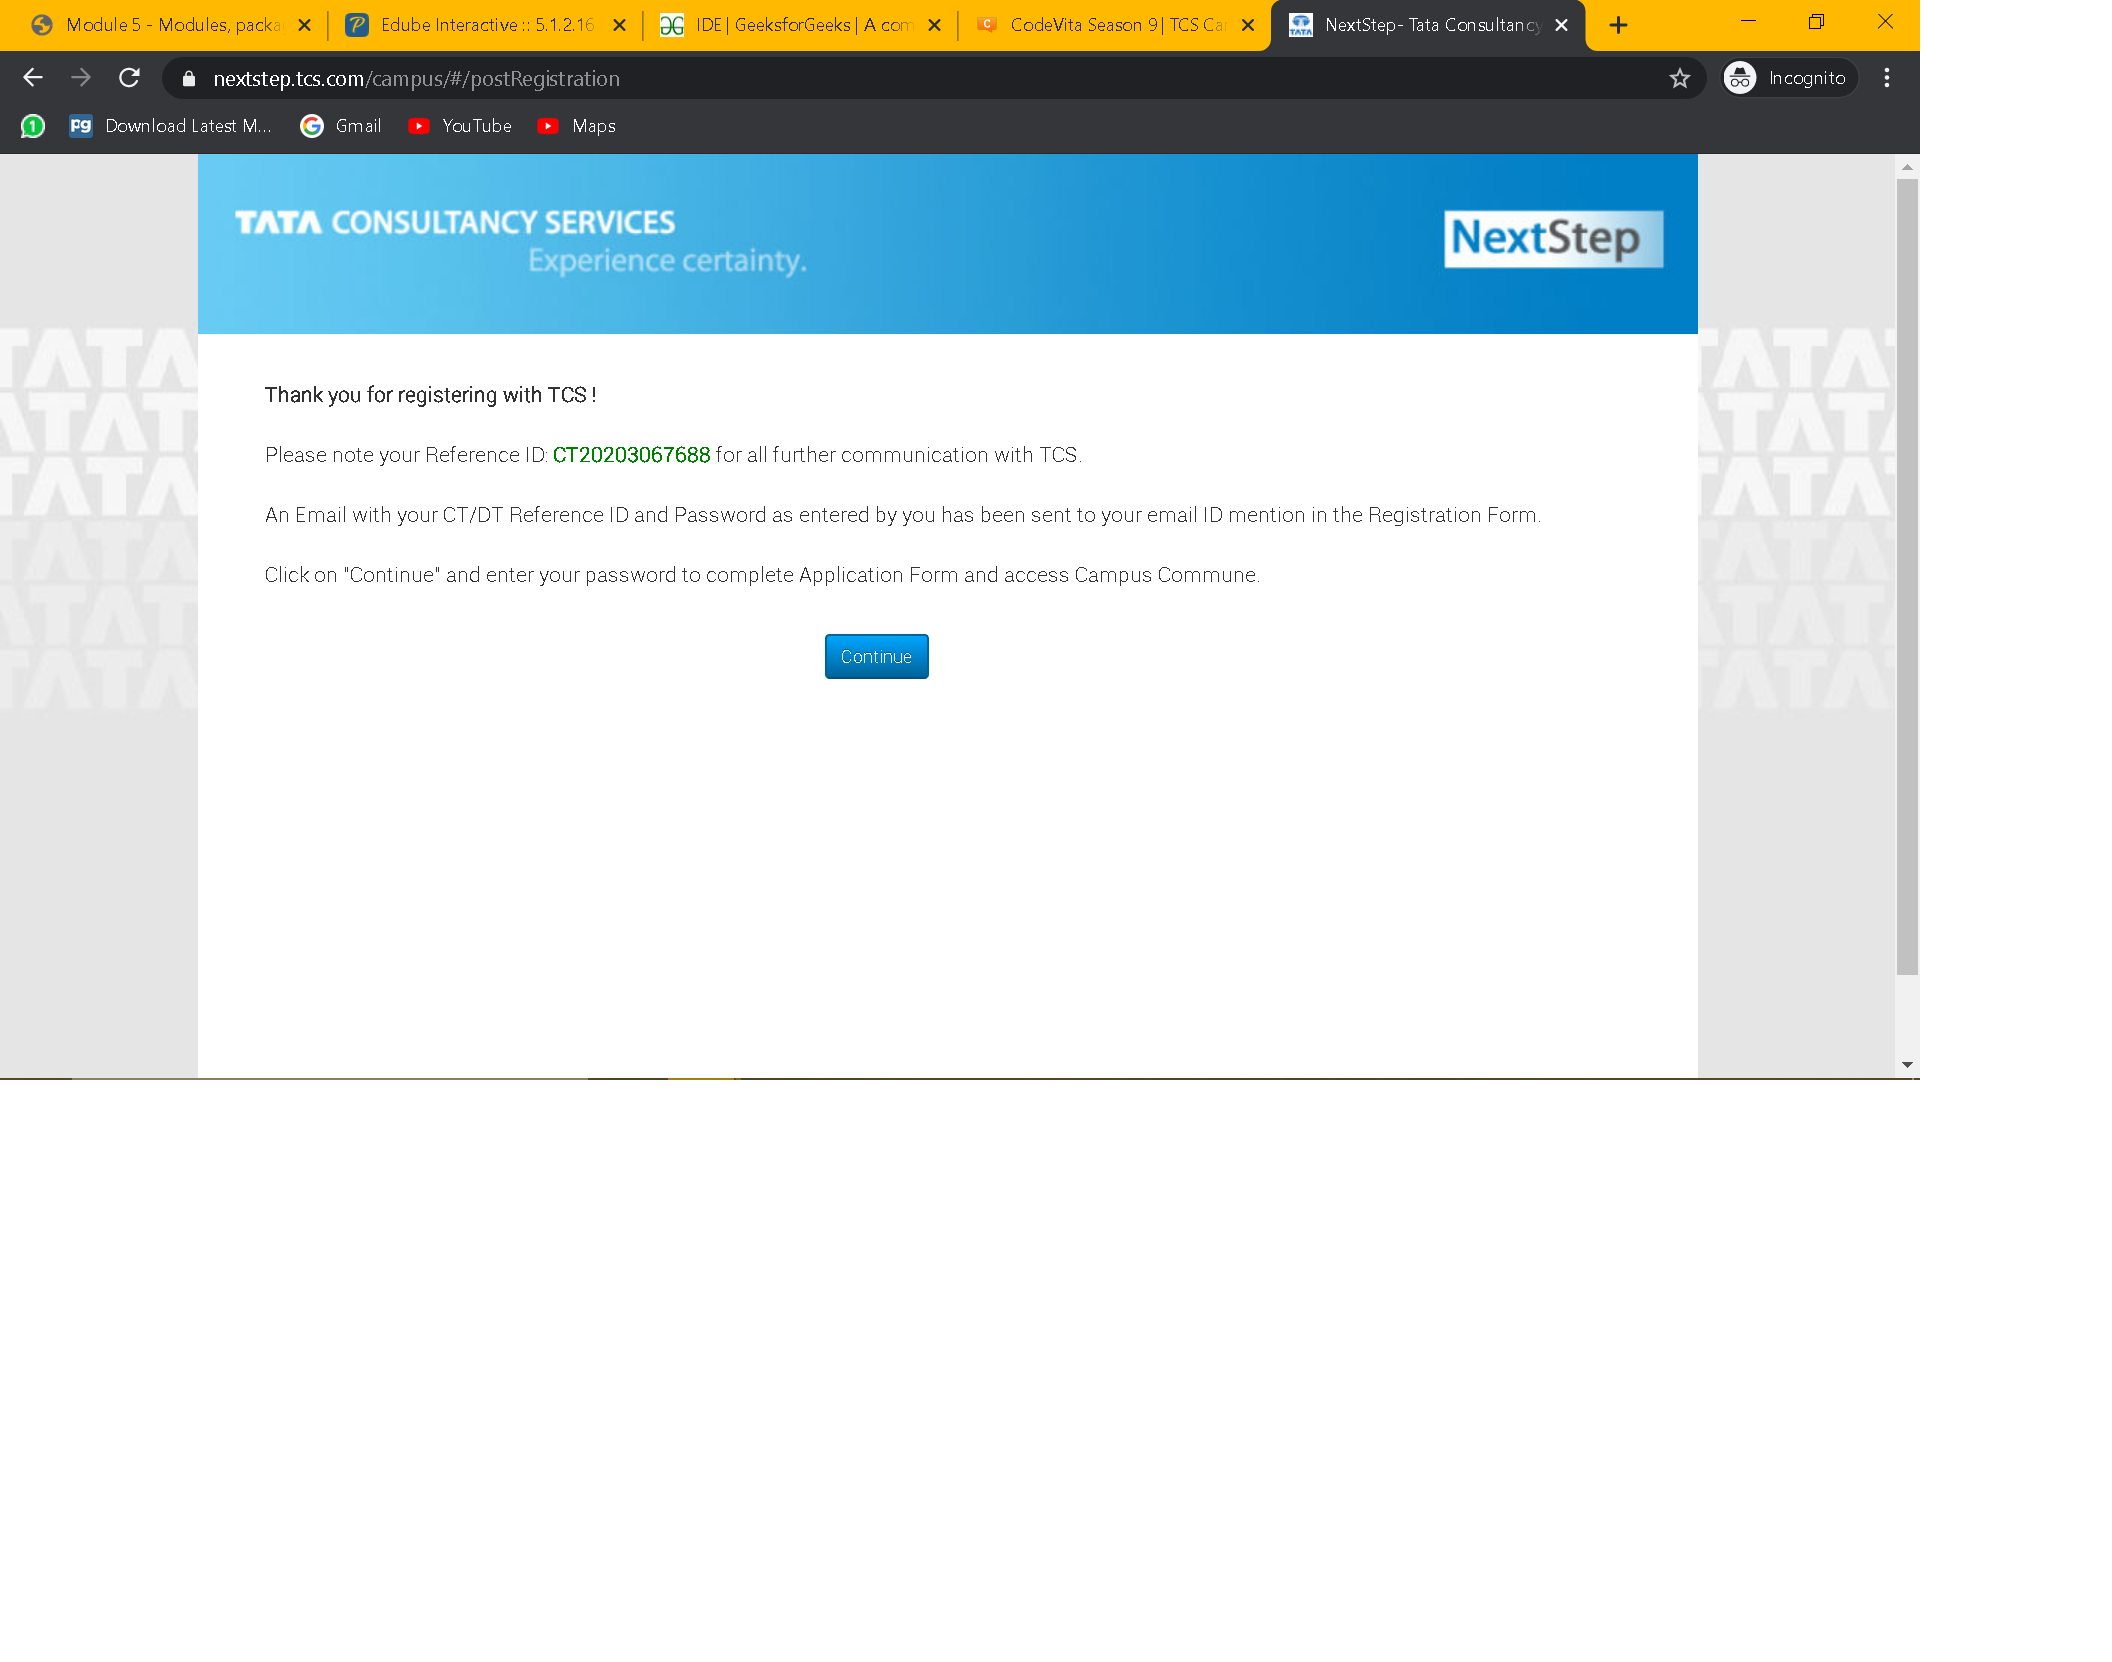 Module 5 - Modules, packa
Edube Interactive :: 5.1.2.16
IDE | GeeksforGeeks | A com
CodeVita Season 9 | TCS Ca
NextStep- Tata Consultancy
nextstep.tcs.com/campus/#/postRegistration
Incognito
1
pg
Download Latest M...
Gmail
YouTube
Maps
TATA CONSULTANCY SERVICES
Experience certainty.
NextStep
Thank you for registering with TCS !
Please note your Reference ID: CT20203067688 for all further communication with TCS.
An Email with your CT/DT Reference ID and Password as entered by you has been sent to your email ID mention in the Registration Form.
Click on "Continue" and enter your password to complete Application Form and access Campus Commune.
Continue